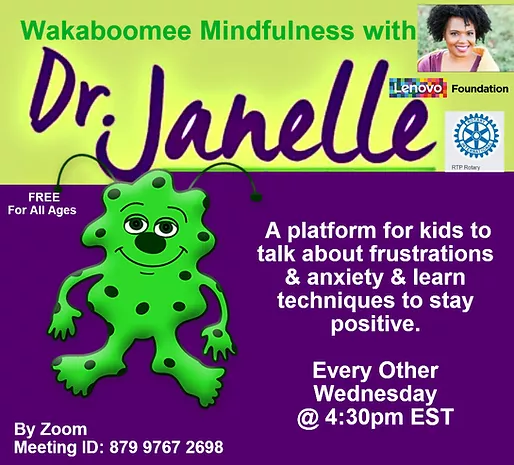 Wakaboomee Mindfulness with
Dr. Janelle
Lenovo Foundation
RTP Rotary
FREE
For All Ages
A platform for kids to
talk about frustrations
& anxiety & learn
techniques to stay
positive.
Every Other
Wednesday
@ 4:30pm EST
By Zoom
Meeting ID: 879 9767 2698